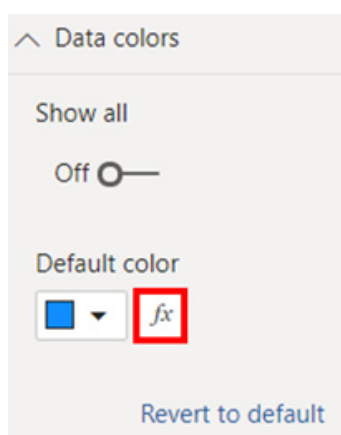 Data colors
Show all
Off
Default color
fx
Revert to default